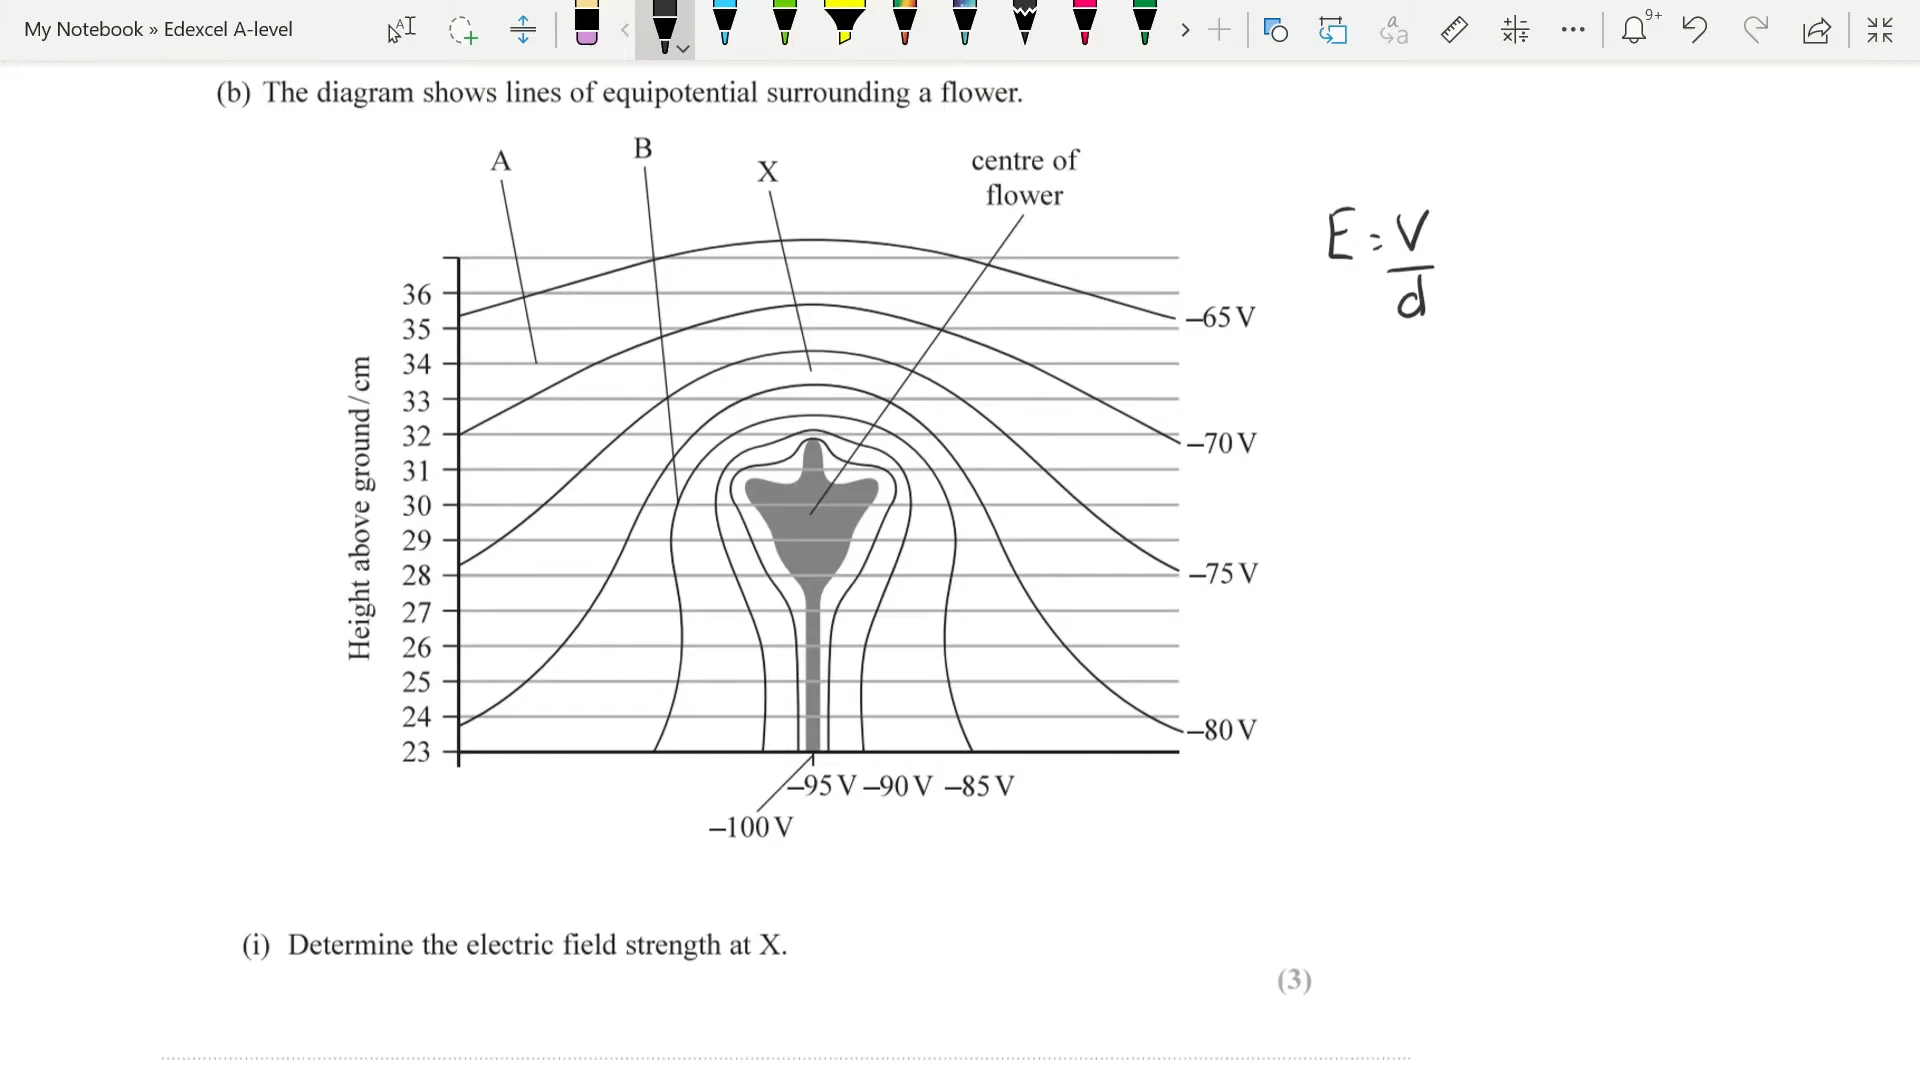 My Notebook » Edexcel A-level
9+
(b) The diagram shows lines of equipotential surrounding a flower.
A
B
X
centre of
flower
E = V
d
Height above ground / cm
36
35
34
33
32
31
30
29
28
27
26
25
24
23
–65 V
–70 V
–75 V
–80 V
–95 V –90 V –85 V
–100 V
(i) Determine the electric field strength at X.
(3)